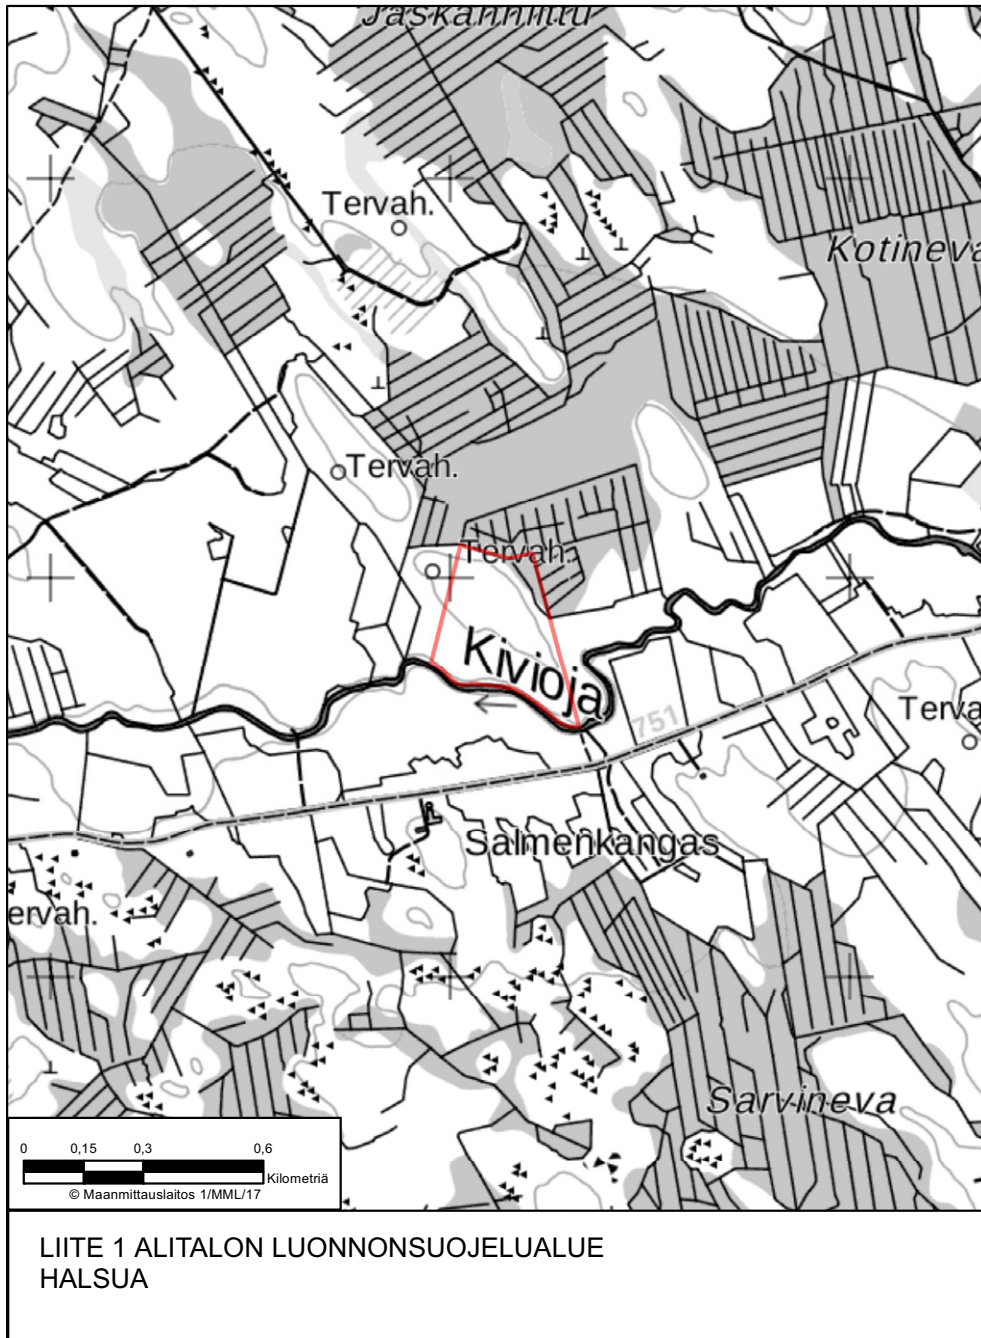 Jäskänniittu
Tervah.
Kotineva
Tervah.
Tervah.
Kivioja
751
Terva
Salmenkangas
ervah.
Sarvineva
0 0,15 0,3 0,6
Kilometriä
© Maanmittauslaitos 1/MML/17
LIITE 1 ALITALON LUONNONSUOJELUALUE
HALSUA